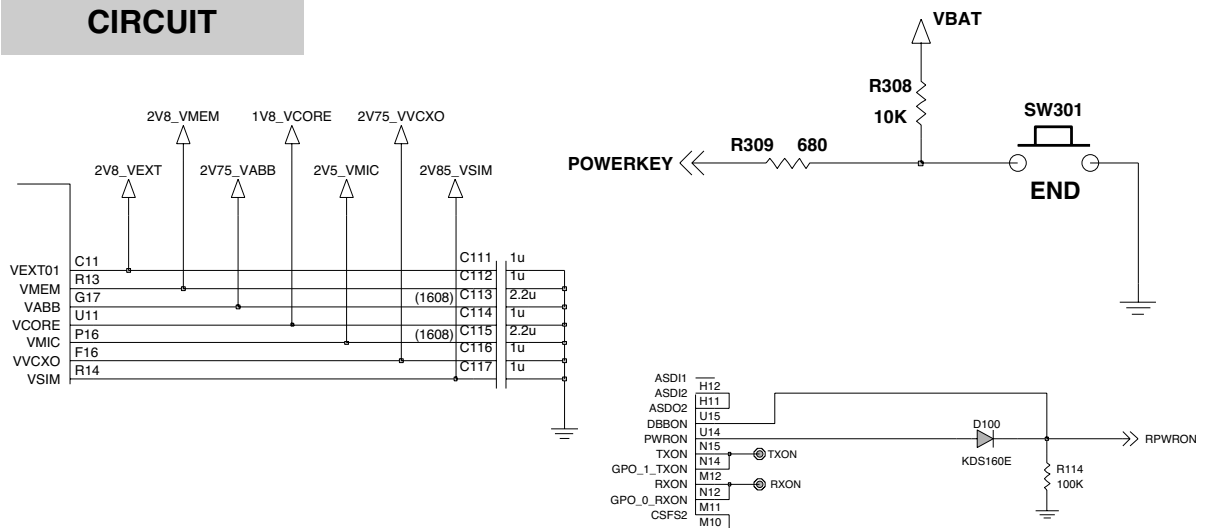 CIRCUIT
2V8_VMEM 1V8_VCORE 2V75_VVCXO
2V8_VEXT 2V75_VABB 2V5_VMIC 2V85_VSIM
VEXT01 C11 C111 1u
VMEM R13 C112 1u
VABB G17 (1608) C113 2.2u
VCORE U11 C114 1u
VMIC P16 (1608) C115 2.2u
VVCXO F16 C116 1u
VSIM R14 C117 1u
VBAT
R308
10K
SW301
R309 680
POWERKEY
END
ASDI1
ASDI2 H12
ASDO2 H11
DBBON U15
PWRON U14
TXON N15 TXON
GPO_1_TXON N14
RXON M12 RXON
GPO_0_RXON N12
CSFS2 M11
M10
D100
KDS160E
RPWRON
R114
100K